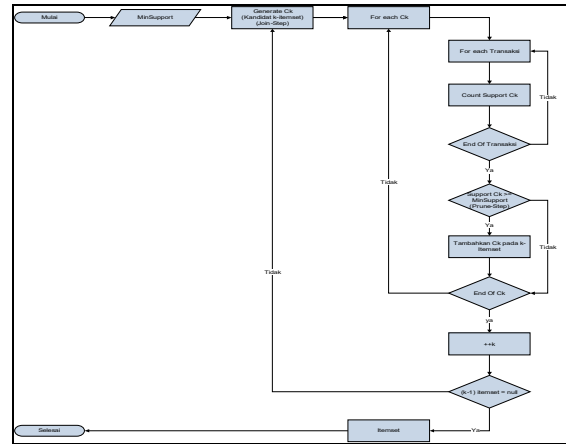 Mulai
MinSupport
Generate Ck
(Kandidat k-itemset)
(Join-Step)
For each Ck
For each Transaksi
Count Support Ck
Tidak
End Of Transaksi
Ya
Support Ck >=
MinSupport
(Prune-Step)
Tidak
Ya
Tambahkan Ck pada k-
Itemset
Tidak
Tidak
End Of Ck
ya
++k
(k-1) itemset = null
Ya
Itemset
Selesai